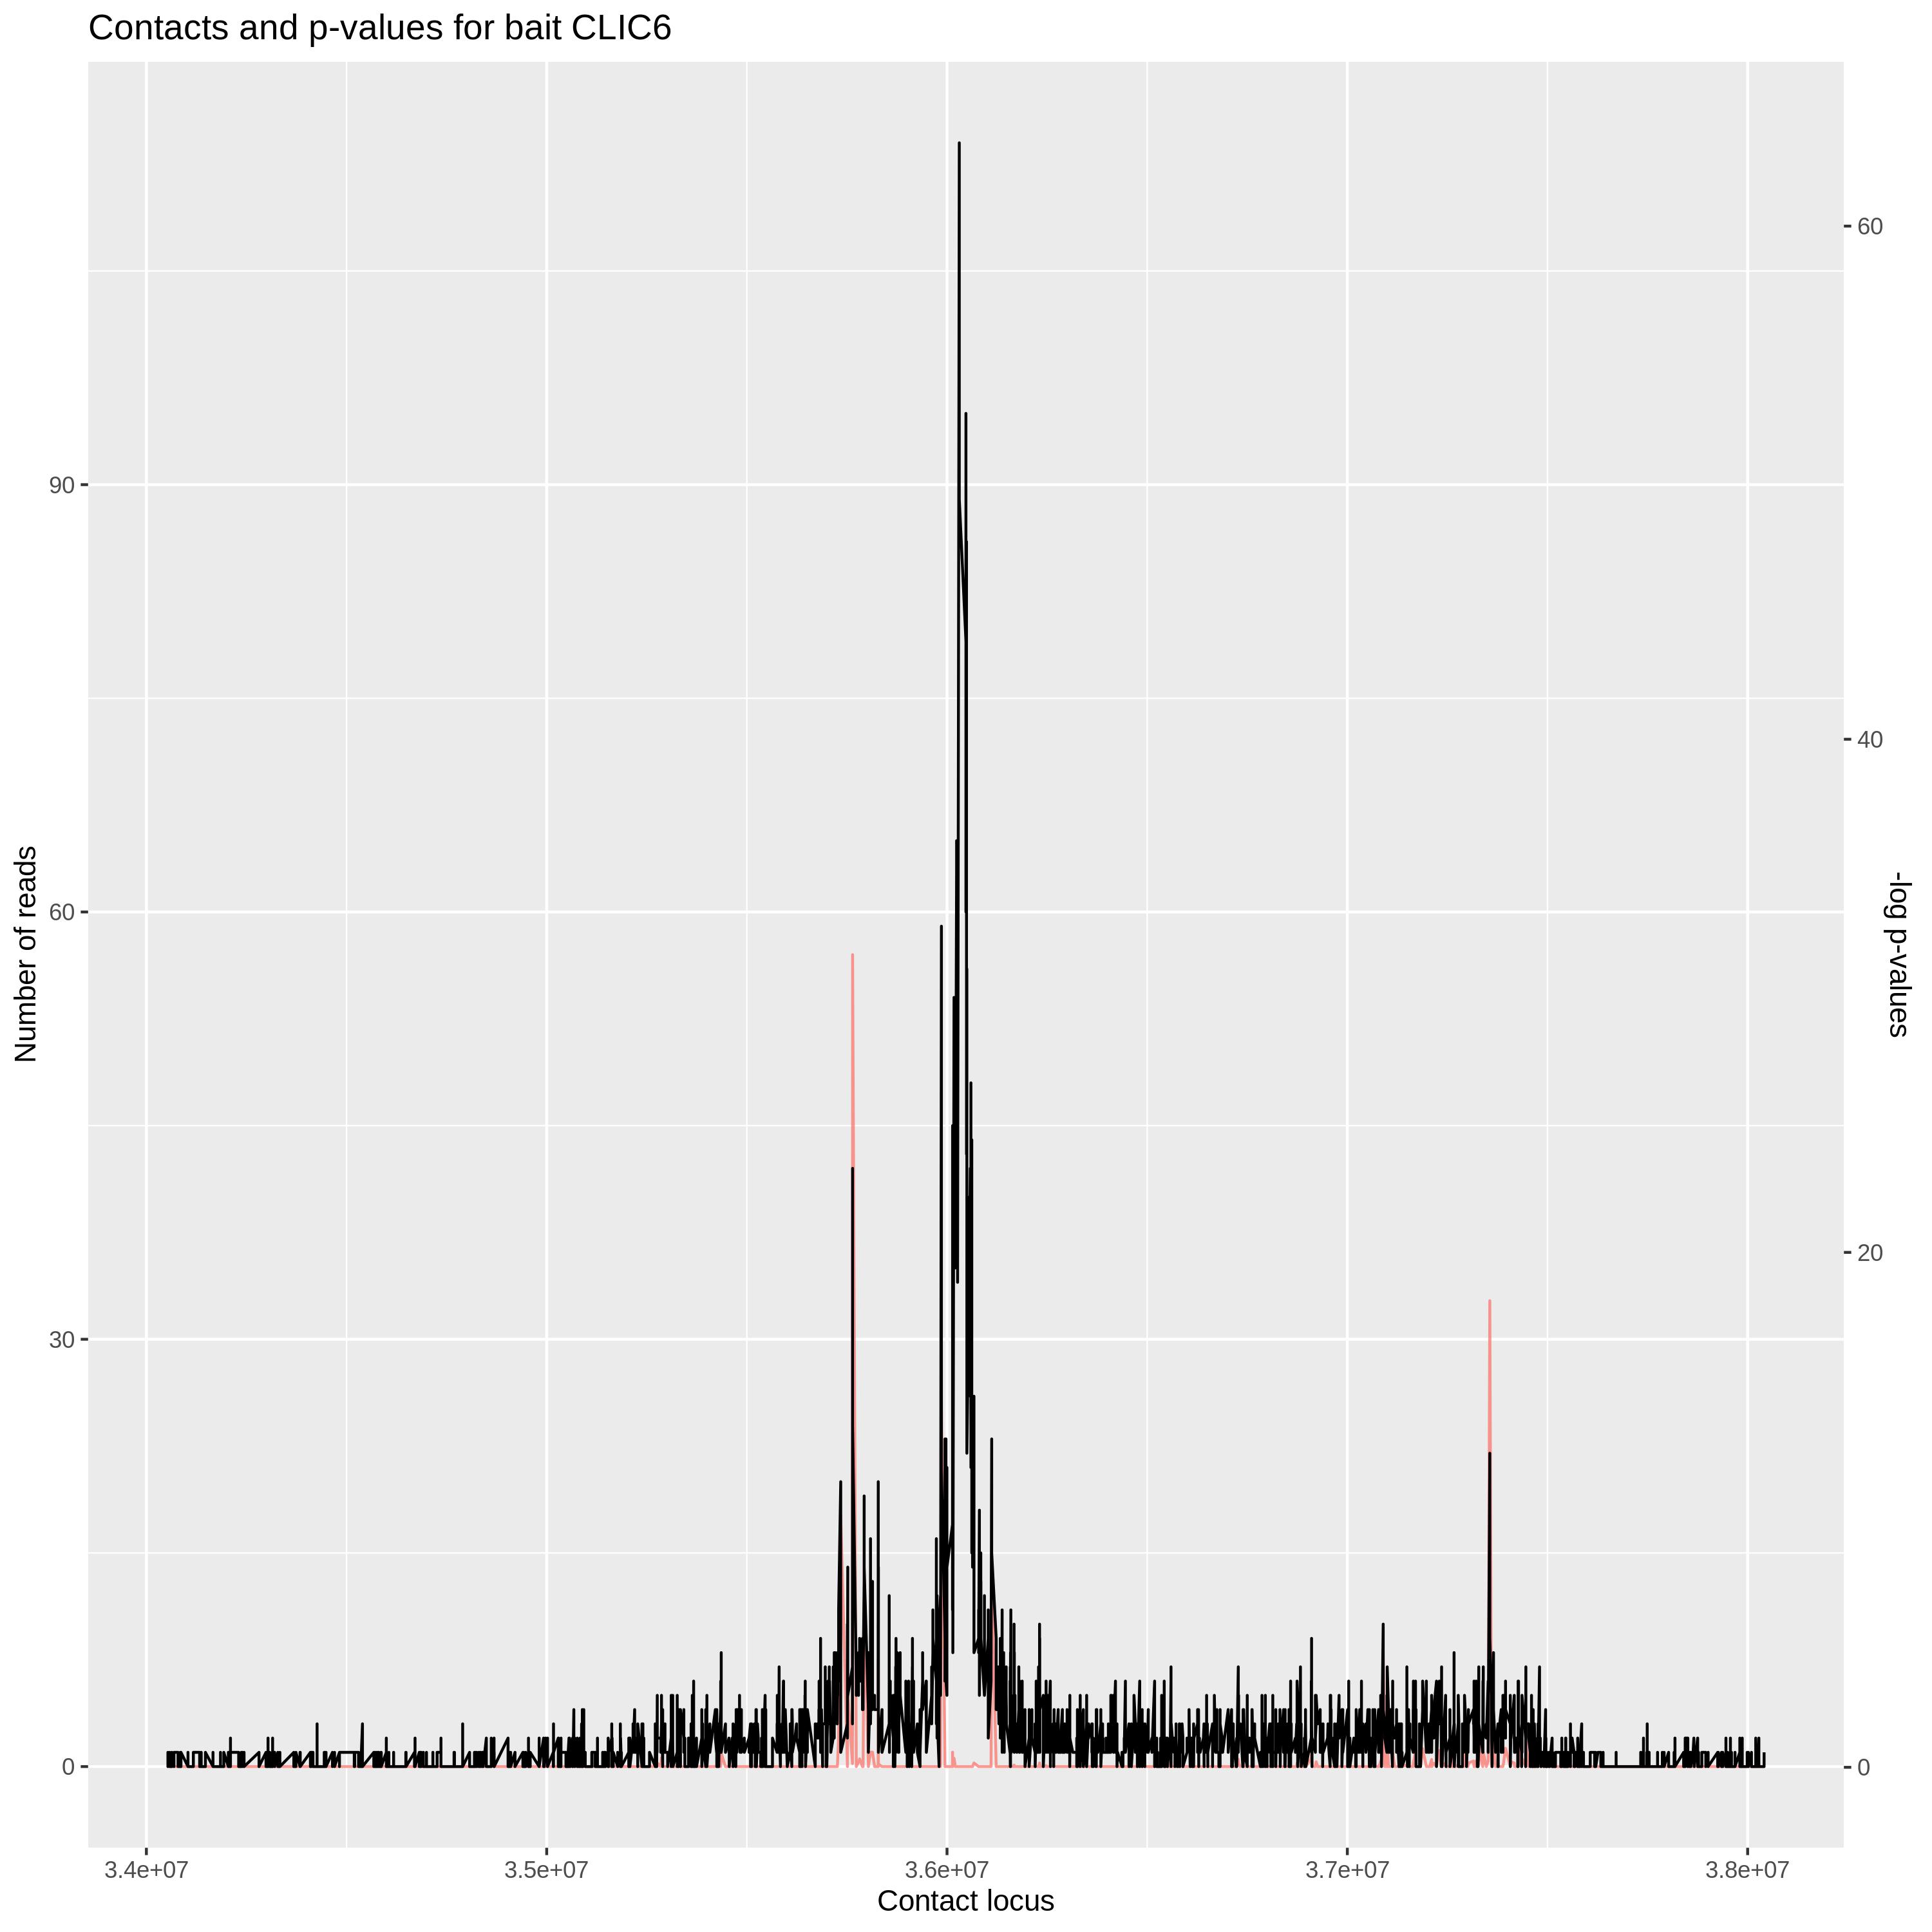 Contacts and p-values for bait CLIC6
Number of reads
90
60
30
0
60
40
20
0
-log p-values
3.4e+07 3.5e+07 3.6e+07 3.7e+07 3.8e+07
Contact locus